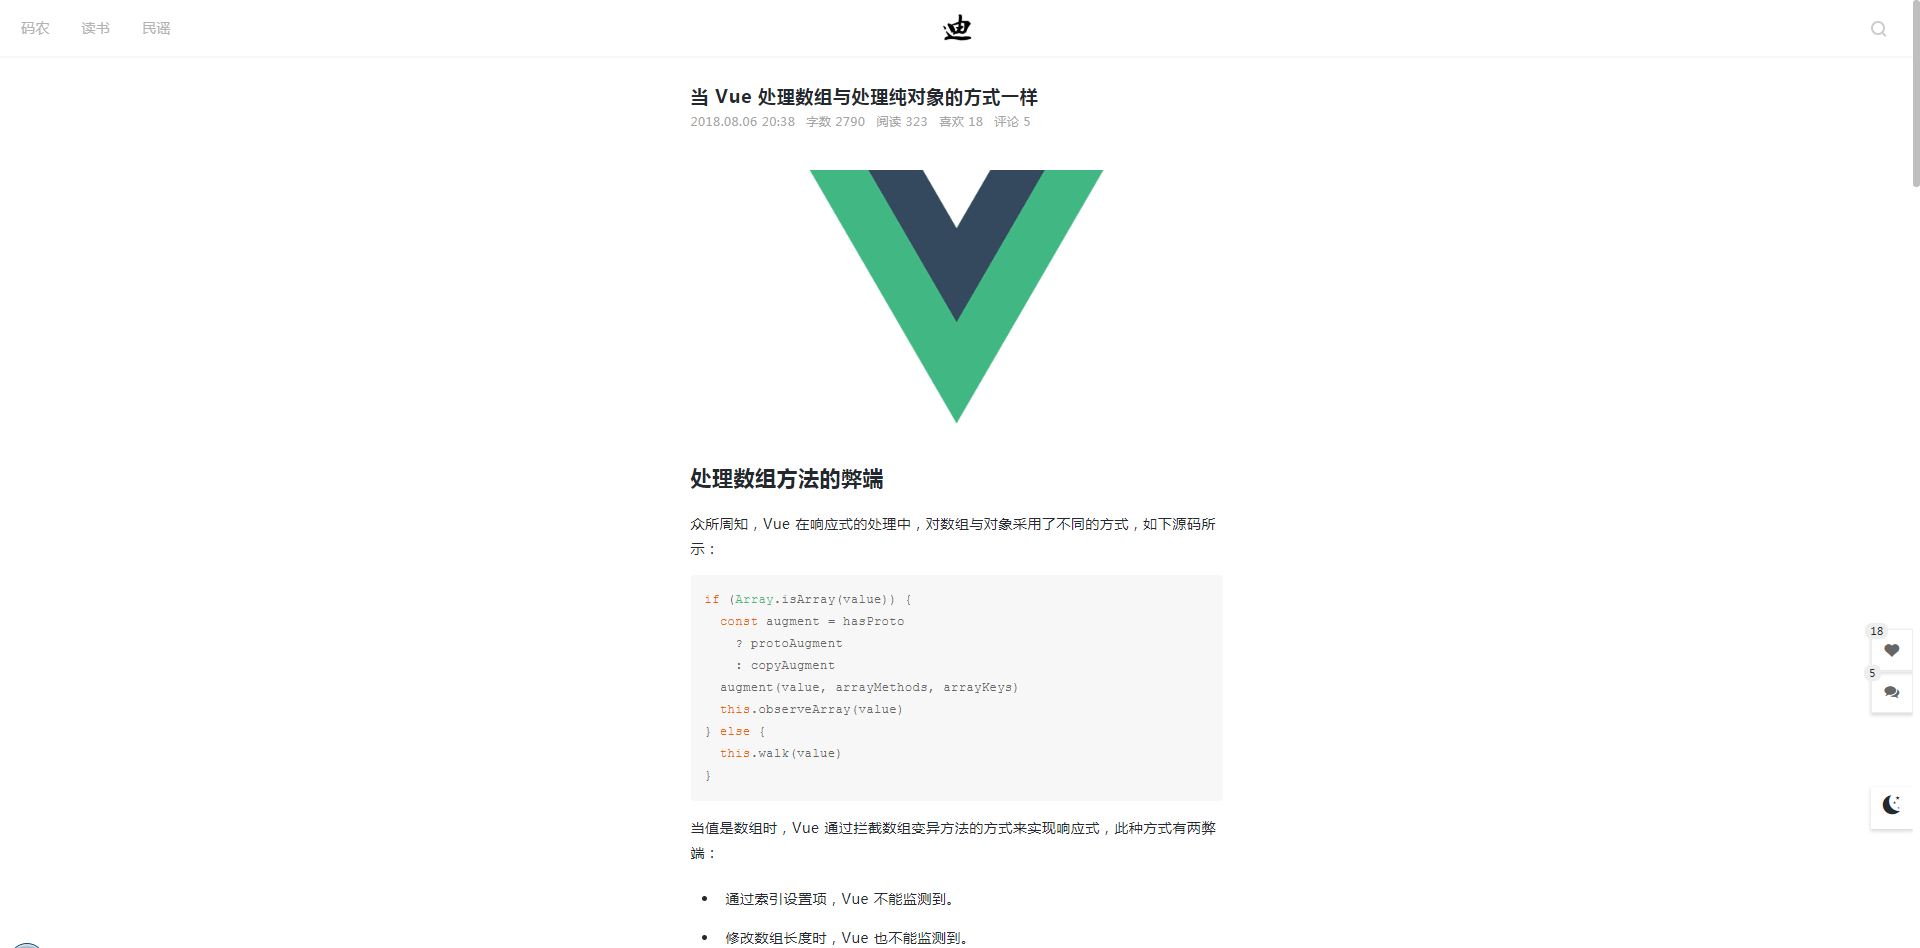 码农 读书 民谣
迪
当 Vue 处理数组与处理纯对象的方式一样
2018.08.06 20:38 字数 2790 阅读 323 喜欢 18 评论 5
处理数组方法的弊端
众所周知，Vue 在响应式的处理中，对数组与对象采用了不同的方式，如下源码所
示：
if (Array.isArray(value)) {
  const augment = hasProto
    ? protoAugment
    : copyAugment
  augment(value, arrayMethods, arrayKeys)
  this.observeArray(value)
} else {
  this.walk(value)
}
18
5
当值是数组时，Vue 通过拦截数组变异方法的方式来实现响应式，此种方式有两弊
端：
• 通过索引设置项，Vue 不能监测到。
• 修改数组长度时，Vue 也不能监测到。